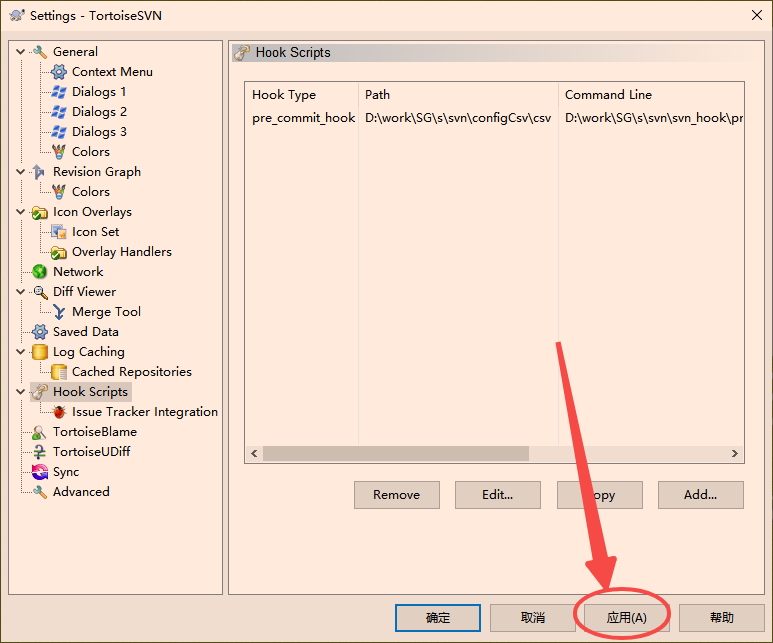 Settings - TortoiseSVN
General
Context Menu
Dialogs 1
Dialogs 2
Dialogs 3
Colors
Revision Graph
Colors
Icon Overlays
Icon Set
Overlay Handlers
Network
Diff Viewer
Merge Tool
Saved Data
Log Caching
Cached Repositories
Hook Scripts
Issue Tracker Integration
TortoiseBlame
TortoiseUDiff
Sync
Advanced
Hook Scripts
Hook Type Path Command Line
pre_commit_hook D:\work\SG\s\svn\configCsv\csv D:\work\SG\s\svn\svn_hook\pr
Remove Edit... opy Add...
确定 取消 应用(A) 帮助